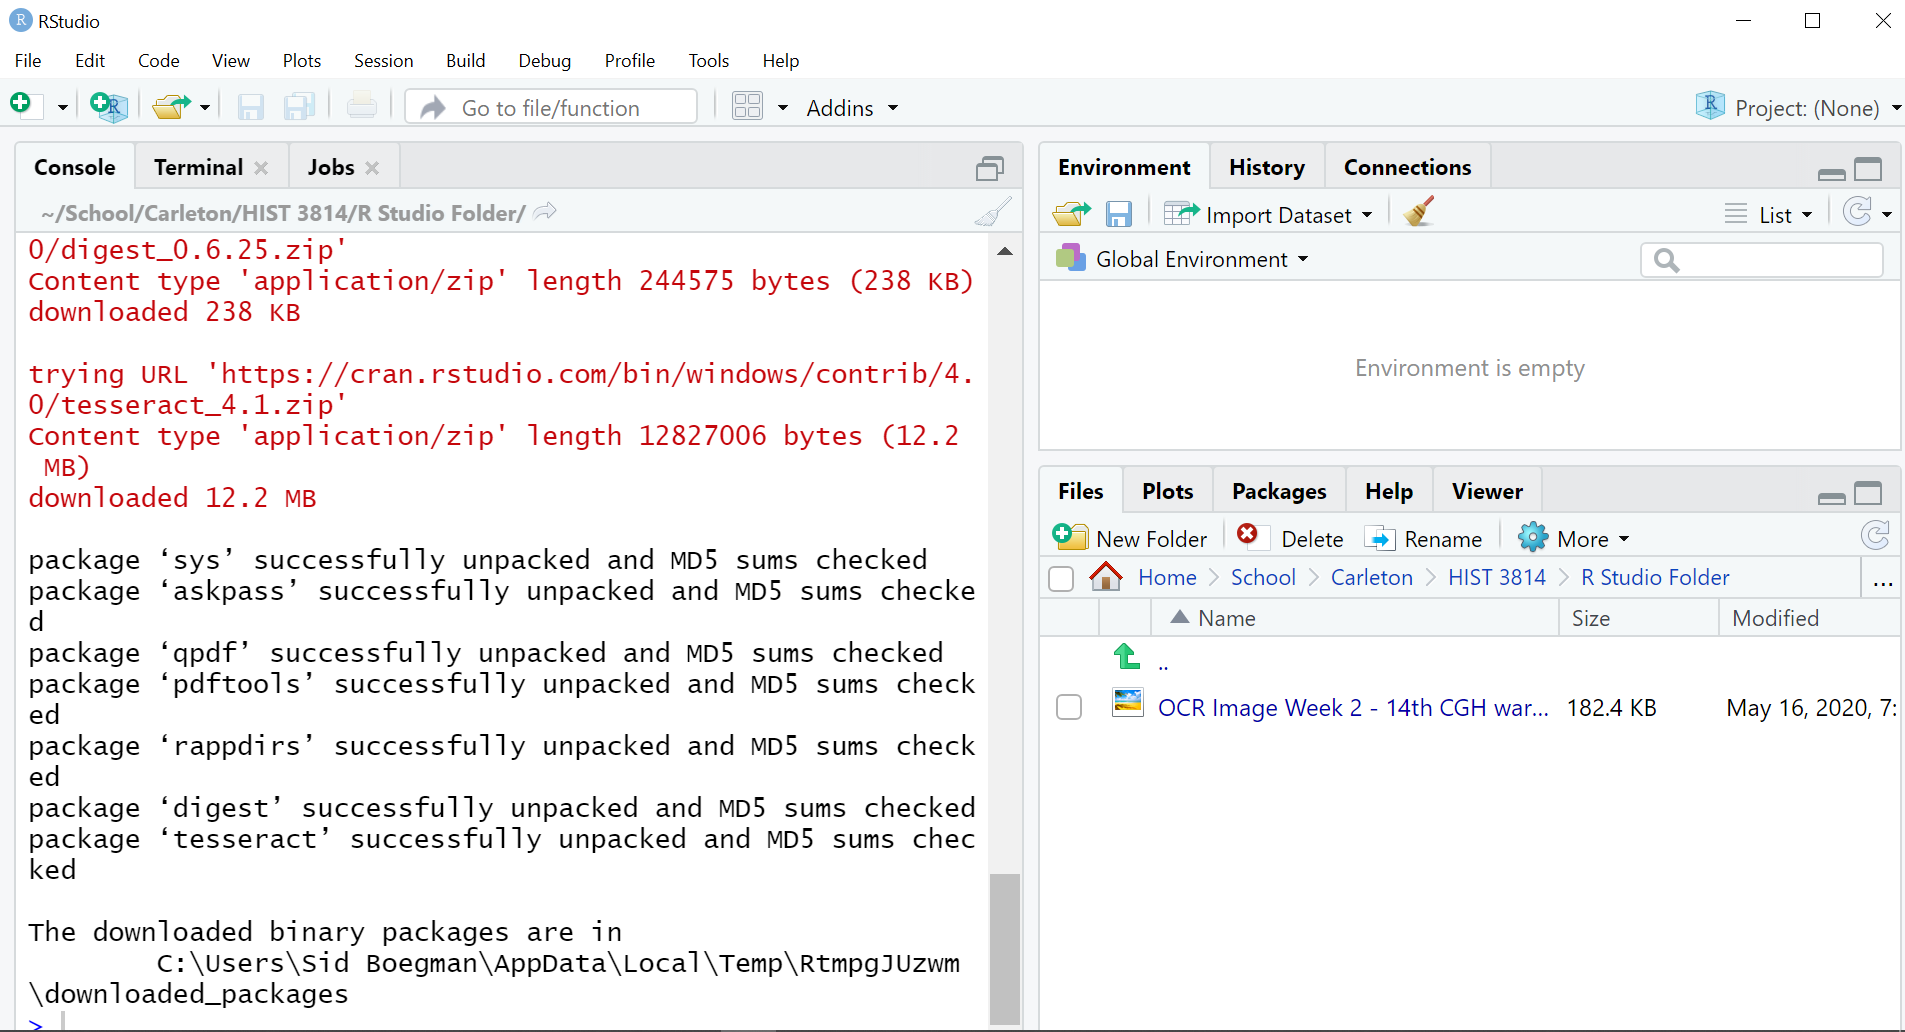 RStudio
File Edit Code View Plots Session Build Debug Profile Tools Help
Go to file/function Addins Project: (None)
Console Terminal Jobs
~/School/Carleton/HIST 3814/R Studio Folder/
0/digest_0.6.25.zip'
Content type 'application/zip' length 244575 bytes (238 KB)
downloaded 238 KB
trying URL 'https://cran.rstudio.com/bin/windows/contrib/4.
0/tesseract_4.1.zip'
Content type 'application/zip' length 12827006 bytes (12.2
MB)
downloaded 12.2 MB
package ‘sys’ successfully unpacked and MD5 sums checked
package ‘askpass’ successfully unpacked and MD5 sums checke
d
package ‘qpdf’ successfully unpacked and MD5 sums checked
package ‘pdftools’ successfully unpacked and MD5 sums check
ed
package ‘rappdirs’ successfully unpacked and MD5 sums check
ed
package ‘digest’ successfully unpacked and MD5 sums checked
package ‘tesseract’ successfully unpacked and MD5 sums chec
ked
The downloaded binary packages are in
C:\Users\Sid Boegman\AppData\Local\Temp\RtmpgJUzwm
\downloaded_packages
>
Environment History Connections
Import Dataset List
Global Environment
Environment is empty
Files Plots Packages Help Viewer
New Folder Delete Rename More
Home School Carleton HIST 3814 R Studio Folder ...
Name Size Modified
..
OCR Image Week 2 - 14th CGH war... 182.4 KB May 16, 2020, 7: